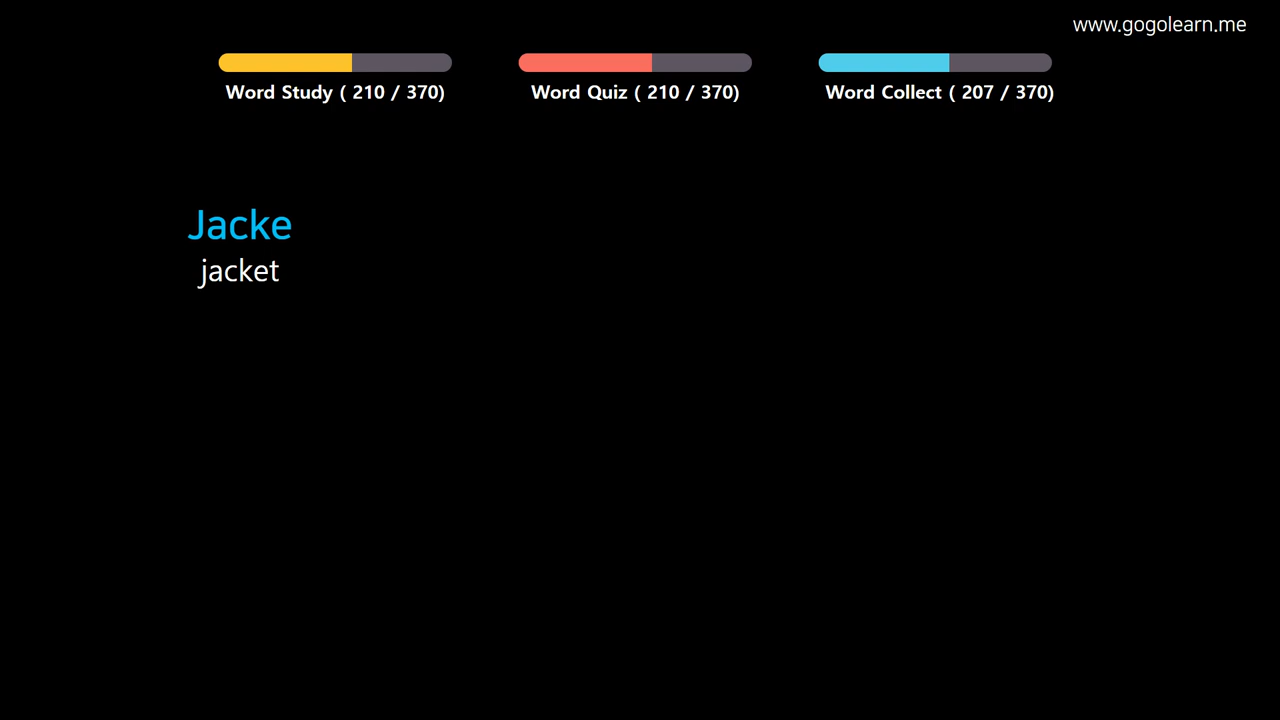 www.gogolearn.me
Word Study ( 210 / 370)
Word Quiz ( 210 / 370)
Word Collect ( 207 / 370)
Jacke
jacket